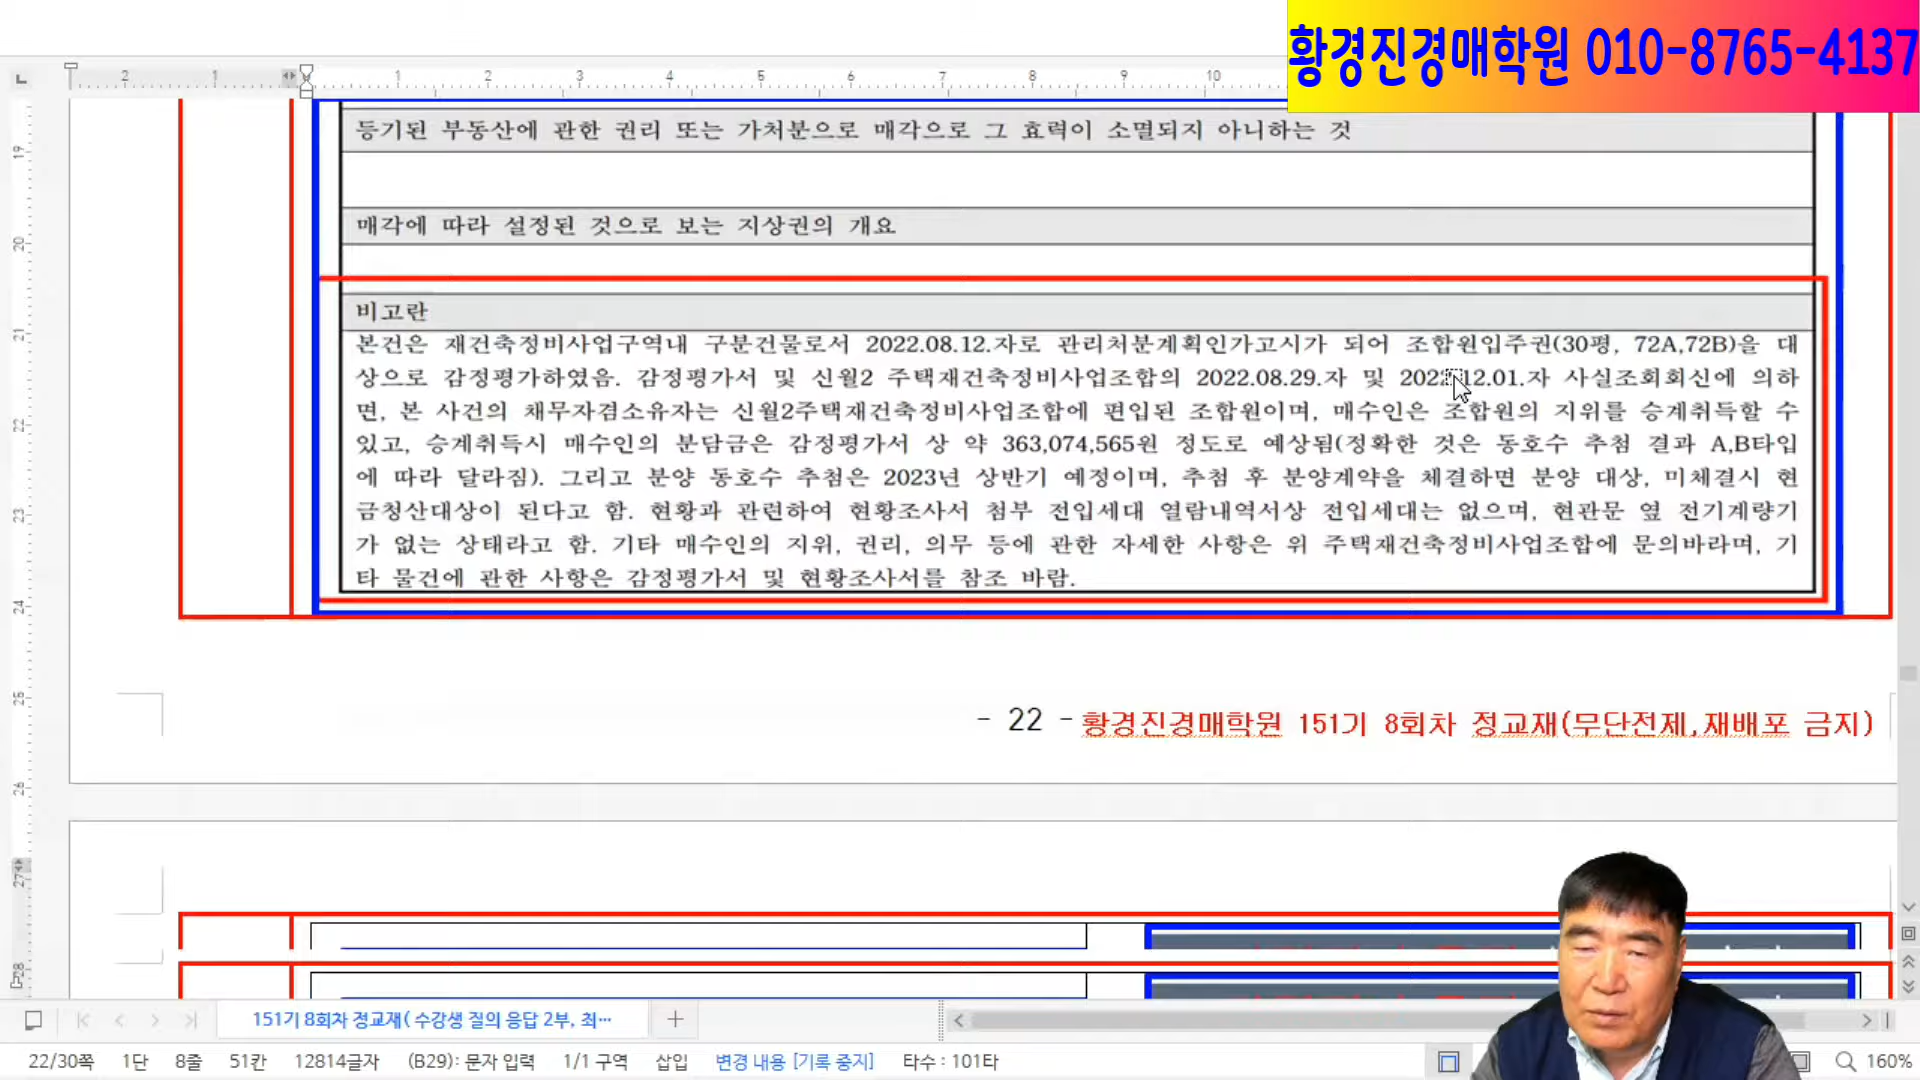 황경진경매학원 010-8765-4137
2 1 1 2 3 4 5 6 7 8 9 10
등기된 부동산에 관한 권리 또는 가처분으로 매각으로 그 효력이 소멸되지 아니하는 것
매각에 따라 설정된 것으로 보는 지상권의 개요
비고란
본건은 재건축정비사업구역내 구분건물로서 2022.08.12.자로 관리처분계획인가고시가 되어 조합원입주권(30평, 72A,72B)을 대
상으로 감정평가하였음. 감정평가서 및 신월2 주택재건축정비사업조합의 2022.08.29.자 및 2022.12.01.자 사실조회회신에 의하
면, 본 사건의 채무자겸소유자는 신월2주택재건축정비사업조합에 편입된 조합원이며, 매수인은 조합원의 지위를 승계취득할 수
있고, 승계취득시 매수인의 분담금은 감정평가서 상 약 363,074,565원 정도로 예상됨(정확한 것은 동호수 추첨 결과 A,B타입
에 따라 달라짐). 그리고 분양 동호수 추첨은 2023년 상반기 예정이며, 추첨 후 분양계약을 체결하면 분양 대상, 미체결시 현
금청산대상이 된다고 함. 현황과 관련하여 현황조사서 첨부 전입세대 열람내역서상 전입세대는 없으며, 현관문 옆 전기계량기
가 없는 상태라고 함. 기타 매수인의 지위, 권리, 의무 등에 관한 자세한 사항은 위 주택재건축정비사업조합에 문의바라며, 기
타 물건에 관한 사항은 감정평가서 및 현황조사서를 참조 바람.
- 22 - 황경진경매학원 151기 8회차 정교재(무단전제,재배포 금지)
19
20
21
22
23
24
25
26
27
28
151기 8회차 정교재( 수강생 질의 응답 2부, 최…
22/30쪽 1단 8줄 51칸 12814글자 (B29): 문자 입력 1/1 구역 삽입 변경 내용 [기록 중지] 타수 : 101타 160%